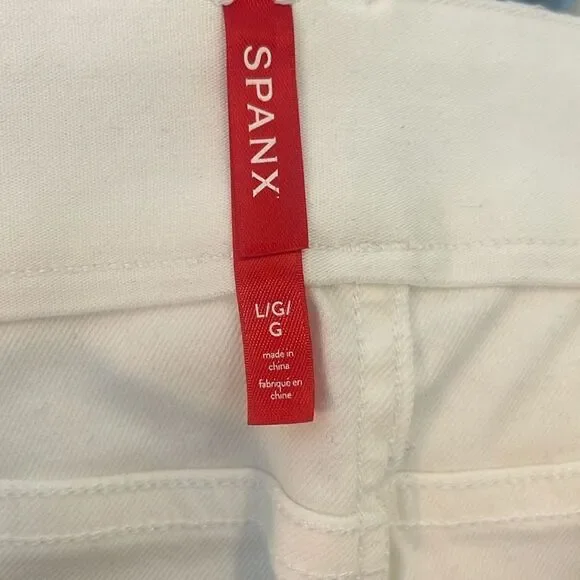 SPANX
L/G/
G
made in
china
fabriqué en
chine